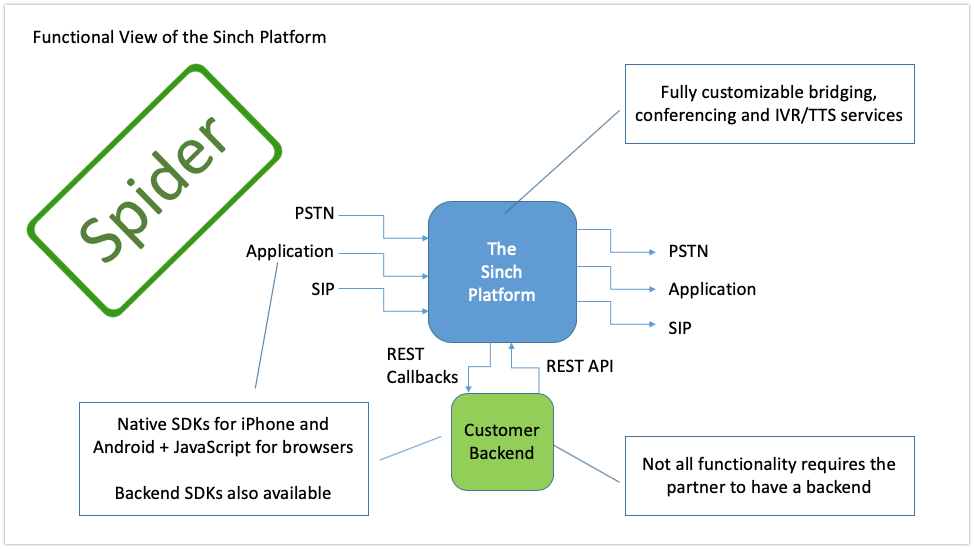 Functional View of the Sinch Platform
Spider
Fully customizable bridging,
conferencing and IVR/TTS services
PSTN
Application
SIP
The
Sinch
Platform
PSTN
Application
SIP
REST
Callbacks
REST API
Customer
Backend
Native SDKs for iPhone and
Android + JavaScript for browsers
Backend SDKs also available
Not all functionality requires the
partner to have a backend